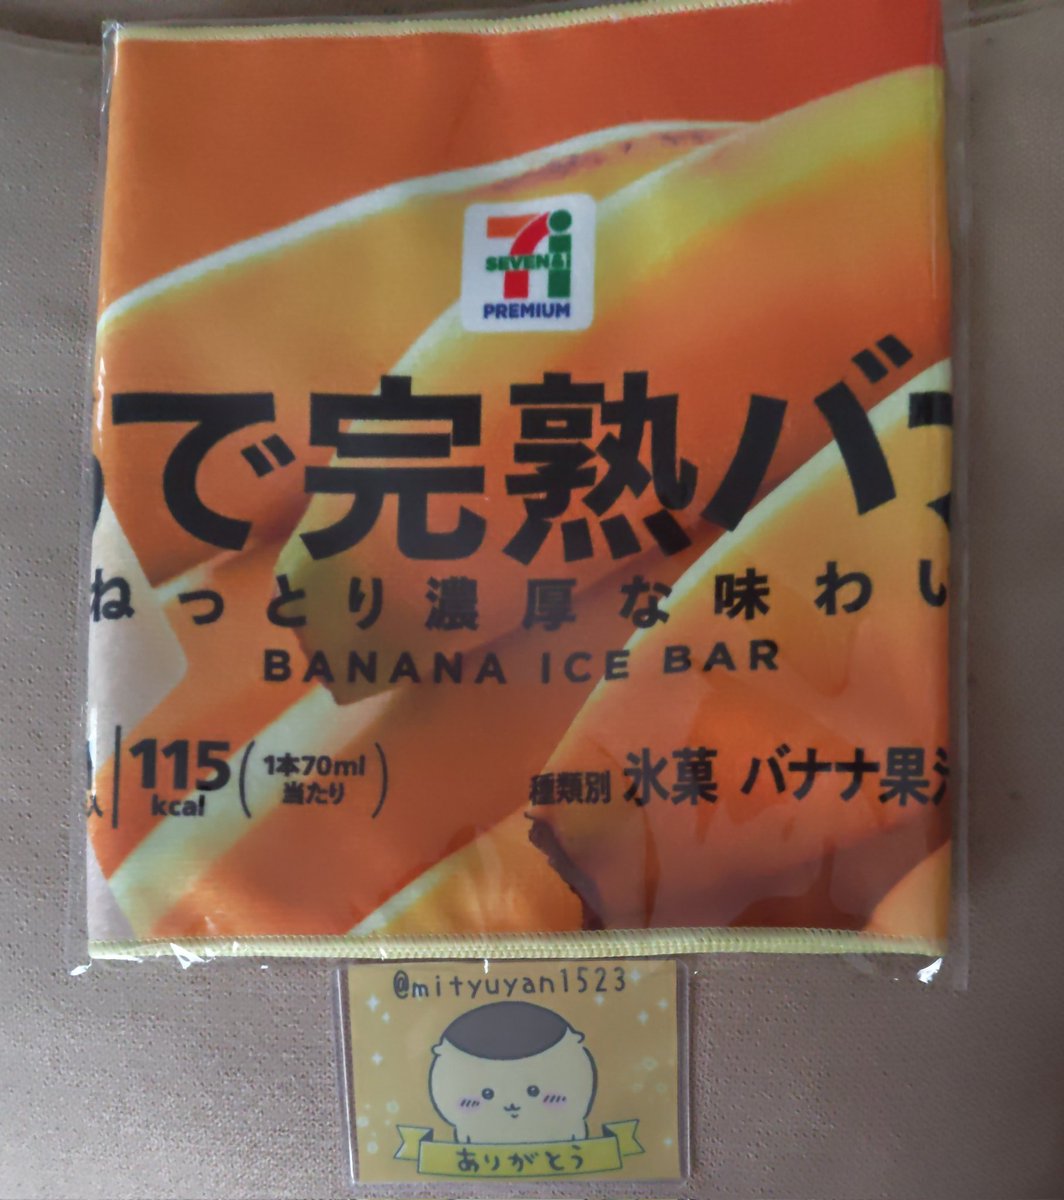 SEVEN&i
PREMIUM
で完熟バ
ねっとり濃厚な味わい
BANANA ICE BAR
115
kcal
(1本70ml
当たり)
種類別 氷菓 バナナ果汁
@mityuyan1523
ありがとう